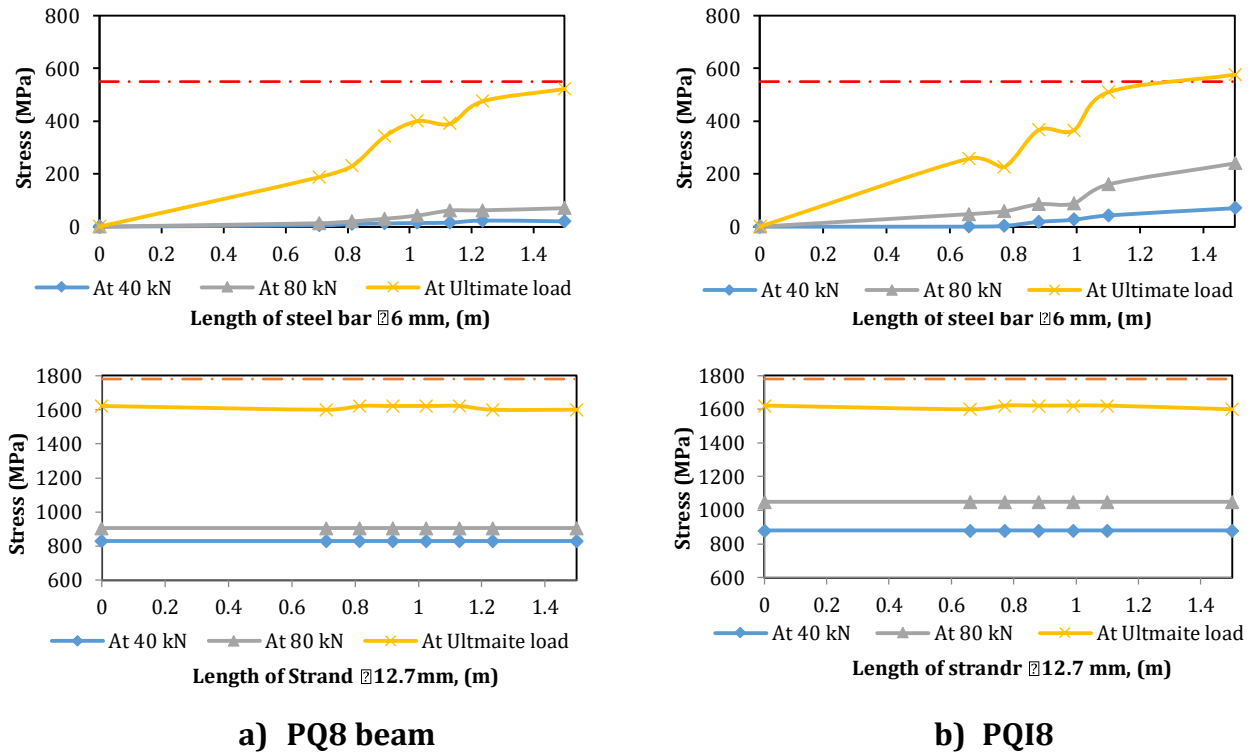 800
600
400
200
0
Stress (MPa)
0 0.2 0.4 0.6 0.8 1 1.2 1.4
At 40 kN At 80 kN At Ultimate load
Length of steel bar 6 mm, (m)
800
600
400
200
0
Stress (MPa)
0 0.2 0.4 0.6 0.8 1 1.2 1.4
At 40 kN At 80 kN At Ultimate load
Length of steel bar 6 mm, (m)
1800
1600
1400
1200
1000
800
600
Stress (MPa)
0 0.2 0.4 0.6 0.8 1 1.2 1.4
At 40 kN At 80 kN At Ultmaite load
Length of Strand 12.7mm, (m)
1800
1600
1400
1200
1000
800
600
Stress (MPa)
0 0.2 0.4 0.6 0.8 1 1.2 1.4
At 40 kN At 80 kN At Ultmaite load
Length of strandr 12.7 mm, (m)
a) PQ8 beam
b) PQI8